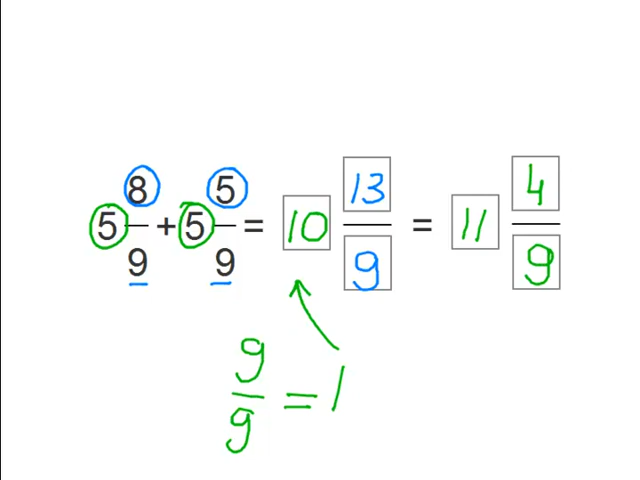 5 8/9 + 5 5/9 = 10 13/9 = 11 4/9
9/9 = 1